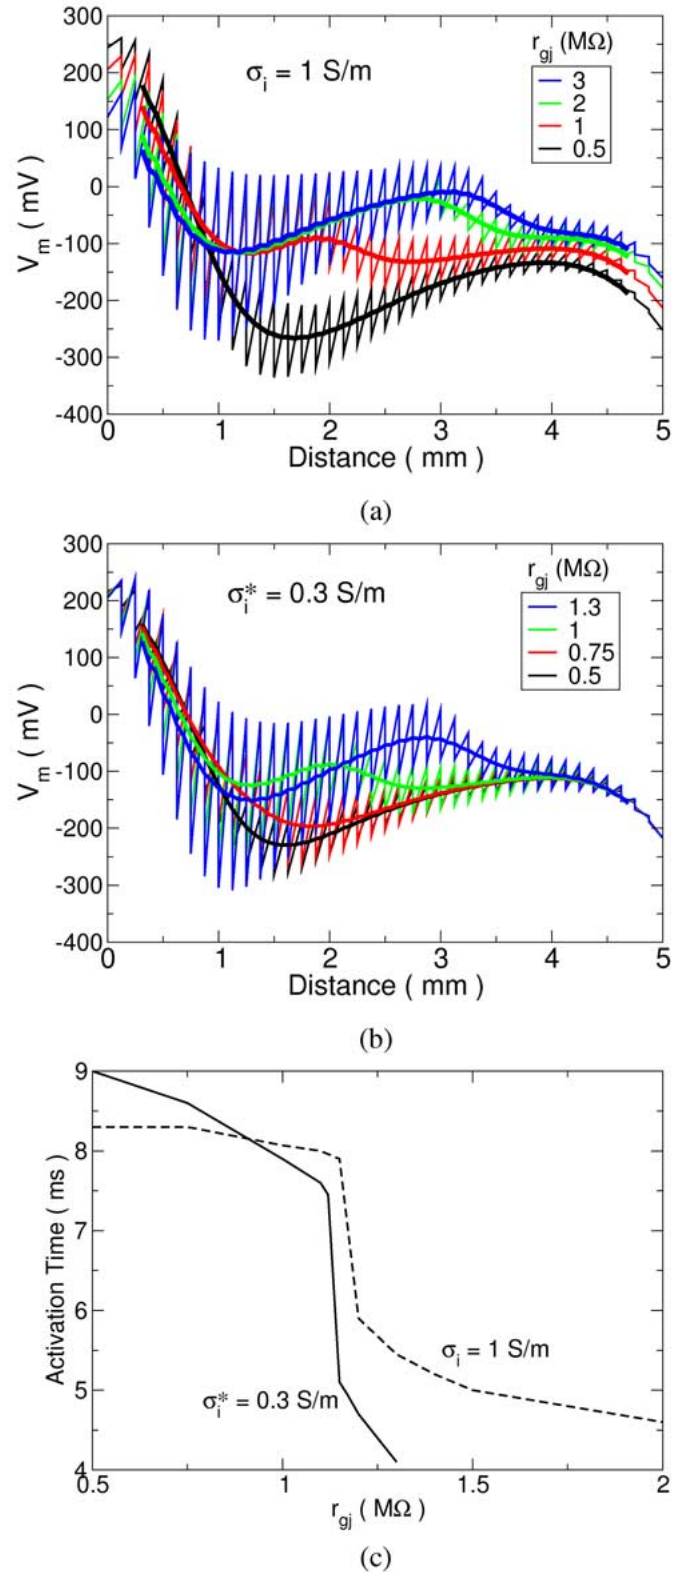 300
200
100
0
-100
-200
-300
-400
V_m ( mV )
σ_i = 1 S/m
r_gj (MΩ)
3
2
1
0.5
0 1 2 3 4 5
Distance ( mm )
(a)
300
200
100
0
-100
-200
-300
-400
V_m ( mV )
σ_i* = 0.3 S/m
r_gj (MΩ)
1.3
1
0.75
0.5
0 1 2 3 4 5
Distance ( mm )
(b)
9
8
7
6
5
4
Activation Time ( ms )
σ_i = 1 S/m
σ_i* = 0.3 S/m
0.5 1 1.5 2
r_gj ( MΩ )
(c)